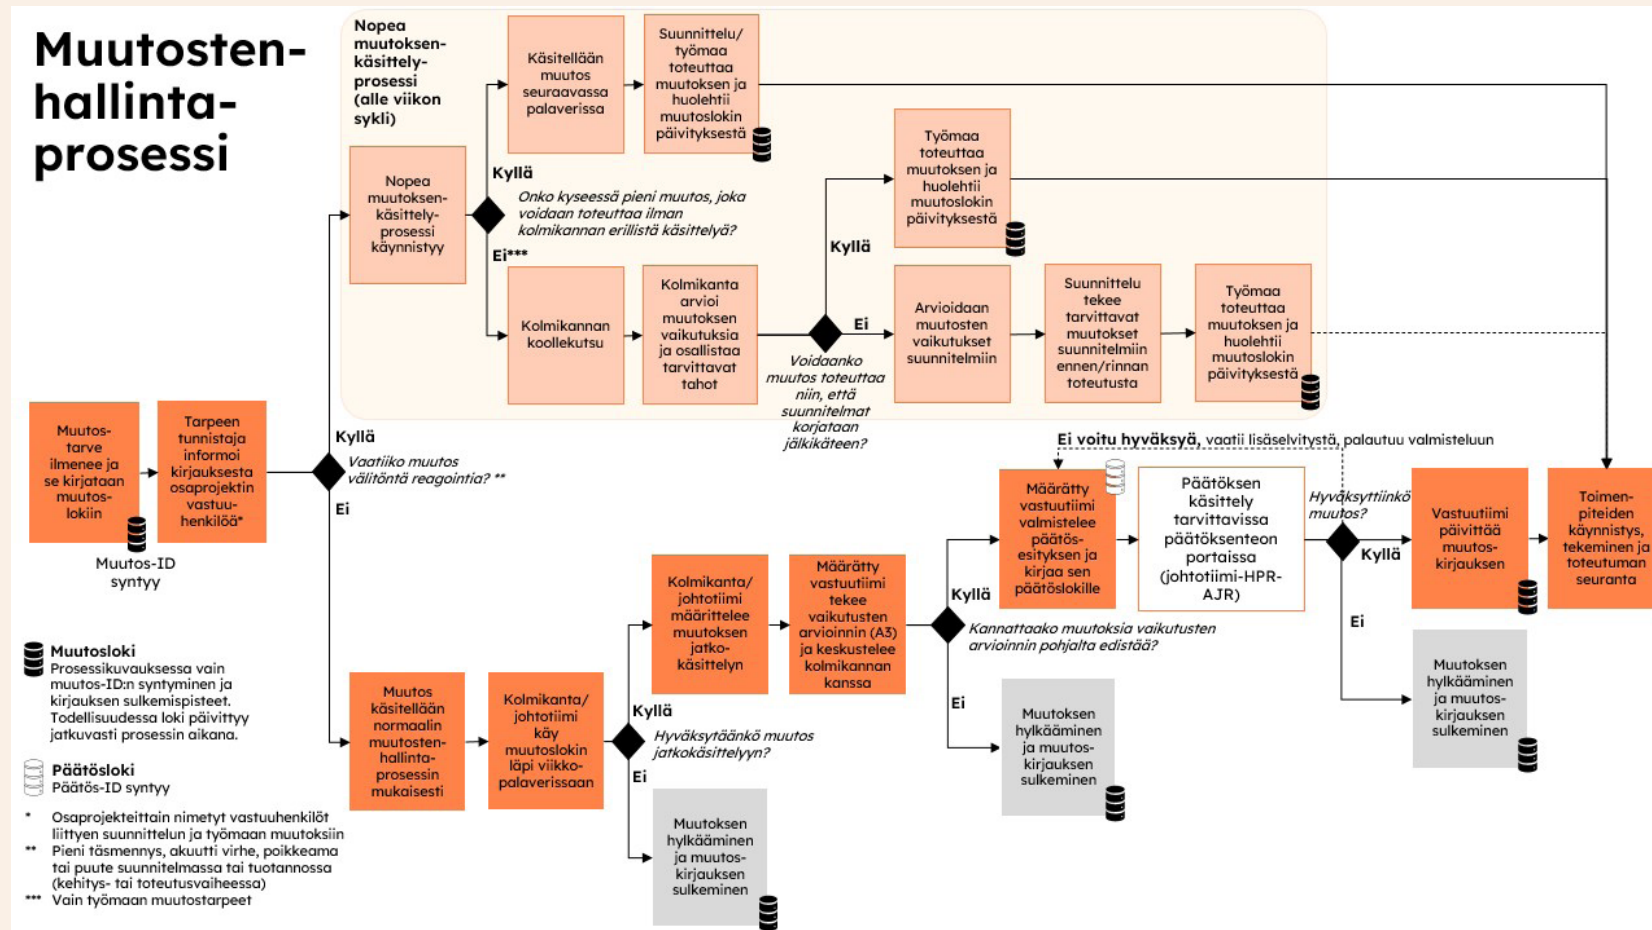 Muutosten-
hallinta-
prosessi
Nopea
muutoksen-
käsittely-
prosessi
(alle viikon
sykli)
Käsitellään
muutos
seuraavassa
palaverissa
Suunnittelu/
työmaa
toteuttaa
muutoksen ja
huolehtii
muutoslokin
päivityksestä
Nopea
muutoksen-
käsittely-
prosessi
käynnistyy
Kyllä
Onko kyseessä pieni muutos, joka
voidaan toteuttaa ilman
kolmikannan erillistä käsittelyä?
Ei***
Kolmikannan
koollekutsu
Kolmikanta
arvioi
muutoksen
vaikutuksia
ja osallistaa
tarvittavat
tahot
Voidaanko
muutos toteuttaa
niin, että
suunnitelmat
korjataan
jälkikäteen?
Kyllä
Työmaa
toteuttaa
muutoksen ja
huolehtii
muutoslokin
päivityksestä
Ei
Arvioidaan
muutosten
vaikutukset
suunnitelmiin
Suunnittelu
tekee
tarvittavat
muutokset
suunnitelmiin
ennen/rinnan
toteutusta
Työmaa
toteuttaa
muutoksen ja
huolehtii
muutoslokin
päivityksestä
Muutos-
tarve
ilmenee ja
se kirjataan
muutos-
lokiin
Muutos-ID
syntyy
Tarpeen
tunnistaja
informoi
kirjauksesta
osaprojektin
vastuu-
henkilöä*
Kyllä
Vaatiiko muutos
välitöntä reagointia? **
Ei
Muutos
käsitellään
normaalin
muutosten-
hallinta-
prosessin
mukaisesti
Kolmikanta/
johtotiimi
käy
muutoslokin
läpi viikko-
palaverissaan
Kyllä
Hyväksytäänkö muutos
jatkokäsittelyyn?
Ei
Muutoksen
hylkääminen
ja muutos-
kirjauksen
sulkeminen
Kolmikanta/
johtotiimi
määrittelee
muutoksen
jatko-
käsittelyn
Määrätty
vastuutiimi
tekee
vaikutusten
arvioinnin (A3)
ja keskustelee
kolmikannan
kanssa
Kyllä
Kannattaako muutoksia vaikutusten
arvioinnin pohjalta edistää?
Ei
Muutoksen
hylkääminen
ja muutos-
kirjauksen
sulkeminen
Ei voitu hyväksyä, vaatii lisäselvitystä, palautuu valmisteluun
Määrätty
vastuutiimi
valmistelee
päätös-
esityksen ja
kirjaa sen
päätöslokille
Päätöksen
käsittely
tarvittavissa
päätöksenteon
portaissa
(johtotiimi-HPR-
AJR)
Hyväksyttiinkö
muutos?
Kyllä
Ei
Muutoksen
hylkääminen
ja muutos-
kirjauksen
sulkeminen
Vastuutiimi
päivittää
muutos-
kirjauksen
Toimen-
piteiden
käynnistys,
tekeminen ja
toteutuman
seuranta
Muutosloki
Prosessikuvauksessa vain
muutos-ID:n syntyminen ja
kirjauksen sulkemispisteet.
Todellisuudessa loki päivittyy
jatkuvasti prosessin aikana.
Päätösloki
Päätös-ID syntyy
* Osaprojekteittain nimetyt vastuuhenkilöt
liittyen suunnittelun ja työmaan muutoksiin
** Pieni täsmennys, akuutti virhe, poikkeama
tai puute suunnitelmassa tai tuotannossa
(kehitys- tai toteutusvaiheessa)
*** Vain työmaan muutostarpeet